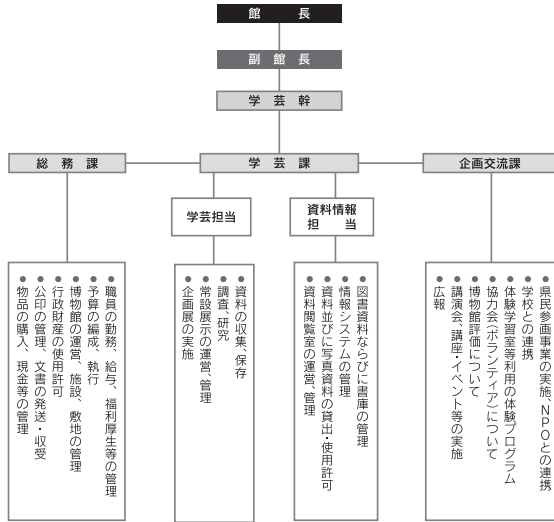 館長
副館長
学芸幹
総務課
学芸課
企画交流課
学芸担当
資料情報
担当
● 職員の勤務、給与、福利厚生等の管理
● 予算の編成、執行
● 博物館の運営、施設、敷地の管理
● 行政財産の使用許可
● 公印の管理、文書の発送・収受
● 物品の購入、現金等の管理
● 資料の収集、保存
● 調査、研究
● 常設展示の運営、管理
● 企画展の実施
● 図書資料ならびに書庫の管理
● 情報システムの管理
● 資料並びに写真資料の貸出・使用許可
● 資料閲覧室の運営、管理
● 県民参画事業の実施、NPOとの連携
● 学校との連携
● 体験学習室等利用の体験プログラム
● 協力会（ボランティア）について
● 博物館評価について
● 講演会、講座・イベント等の実施
● 広報